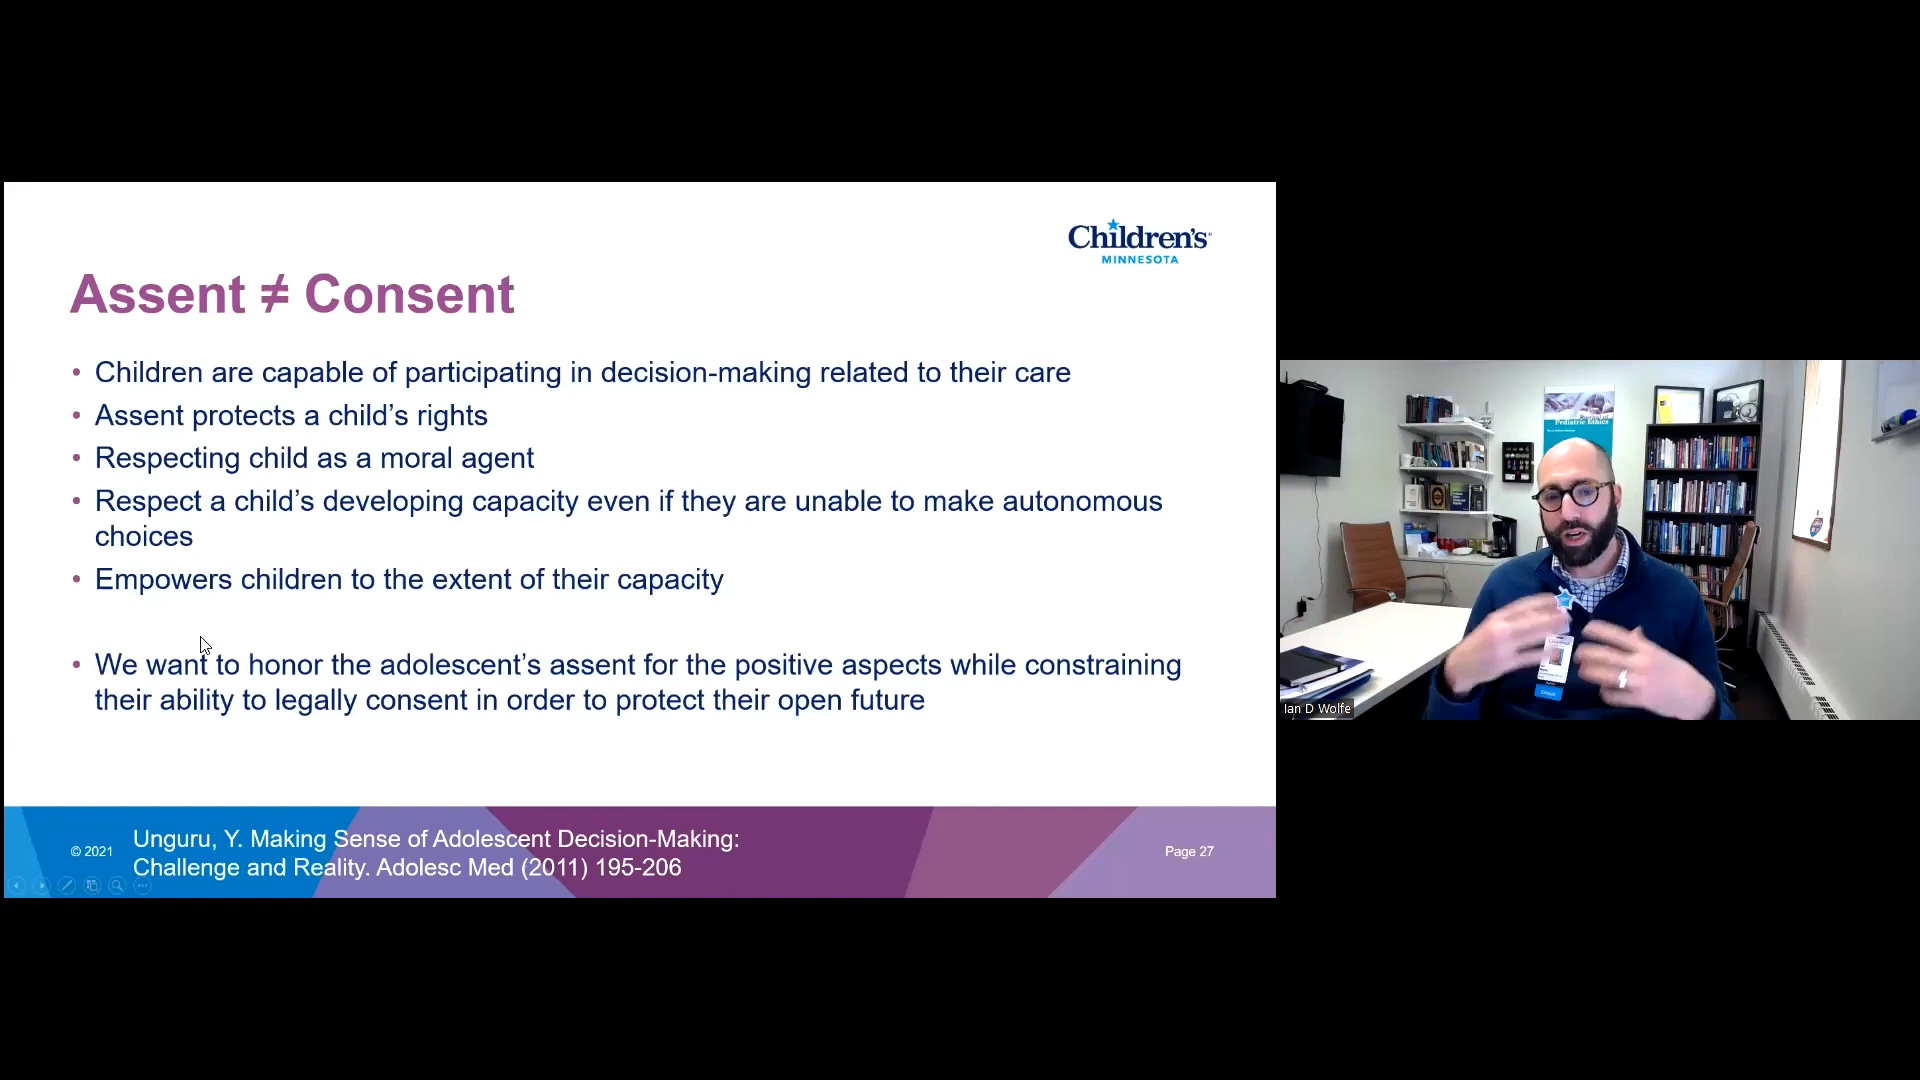 Children's
MINNESOTA
Assent ≠ Consent
• Children are capable of participating in decision-making related to their care
• Assent protects a child’s rights
• Respecting child as a moral agent
• Respect a child’s developing capacity even if they are unable to make autonomous
choices
• Empowers children to the extent of their capacity
• We want to honor the adolescent’s assent for the positive aspects while constraining
their ability to legally consent in order to protect their open future
© 2021
Unguru, Y. Making Sense of Adolescent Decision-Making:
Challenge and Reality. Adolesc Med (2011) 195-206
Page 27
Pediatric Ethics
Ian D Wolfe